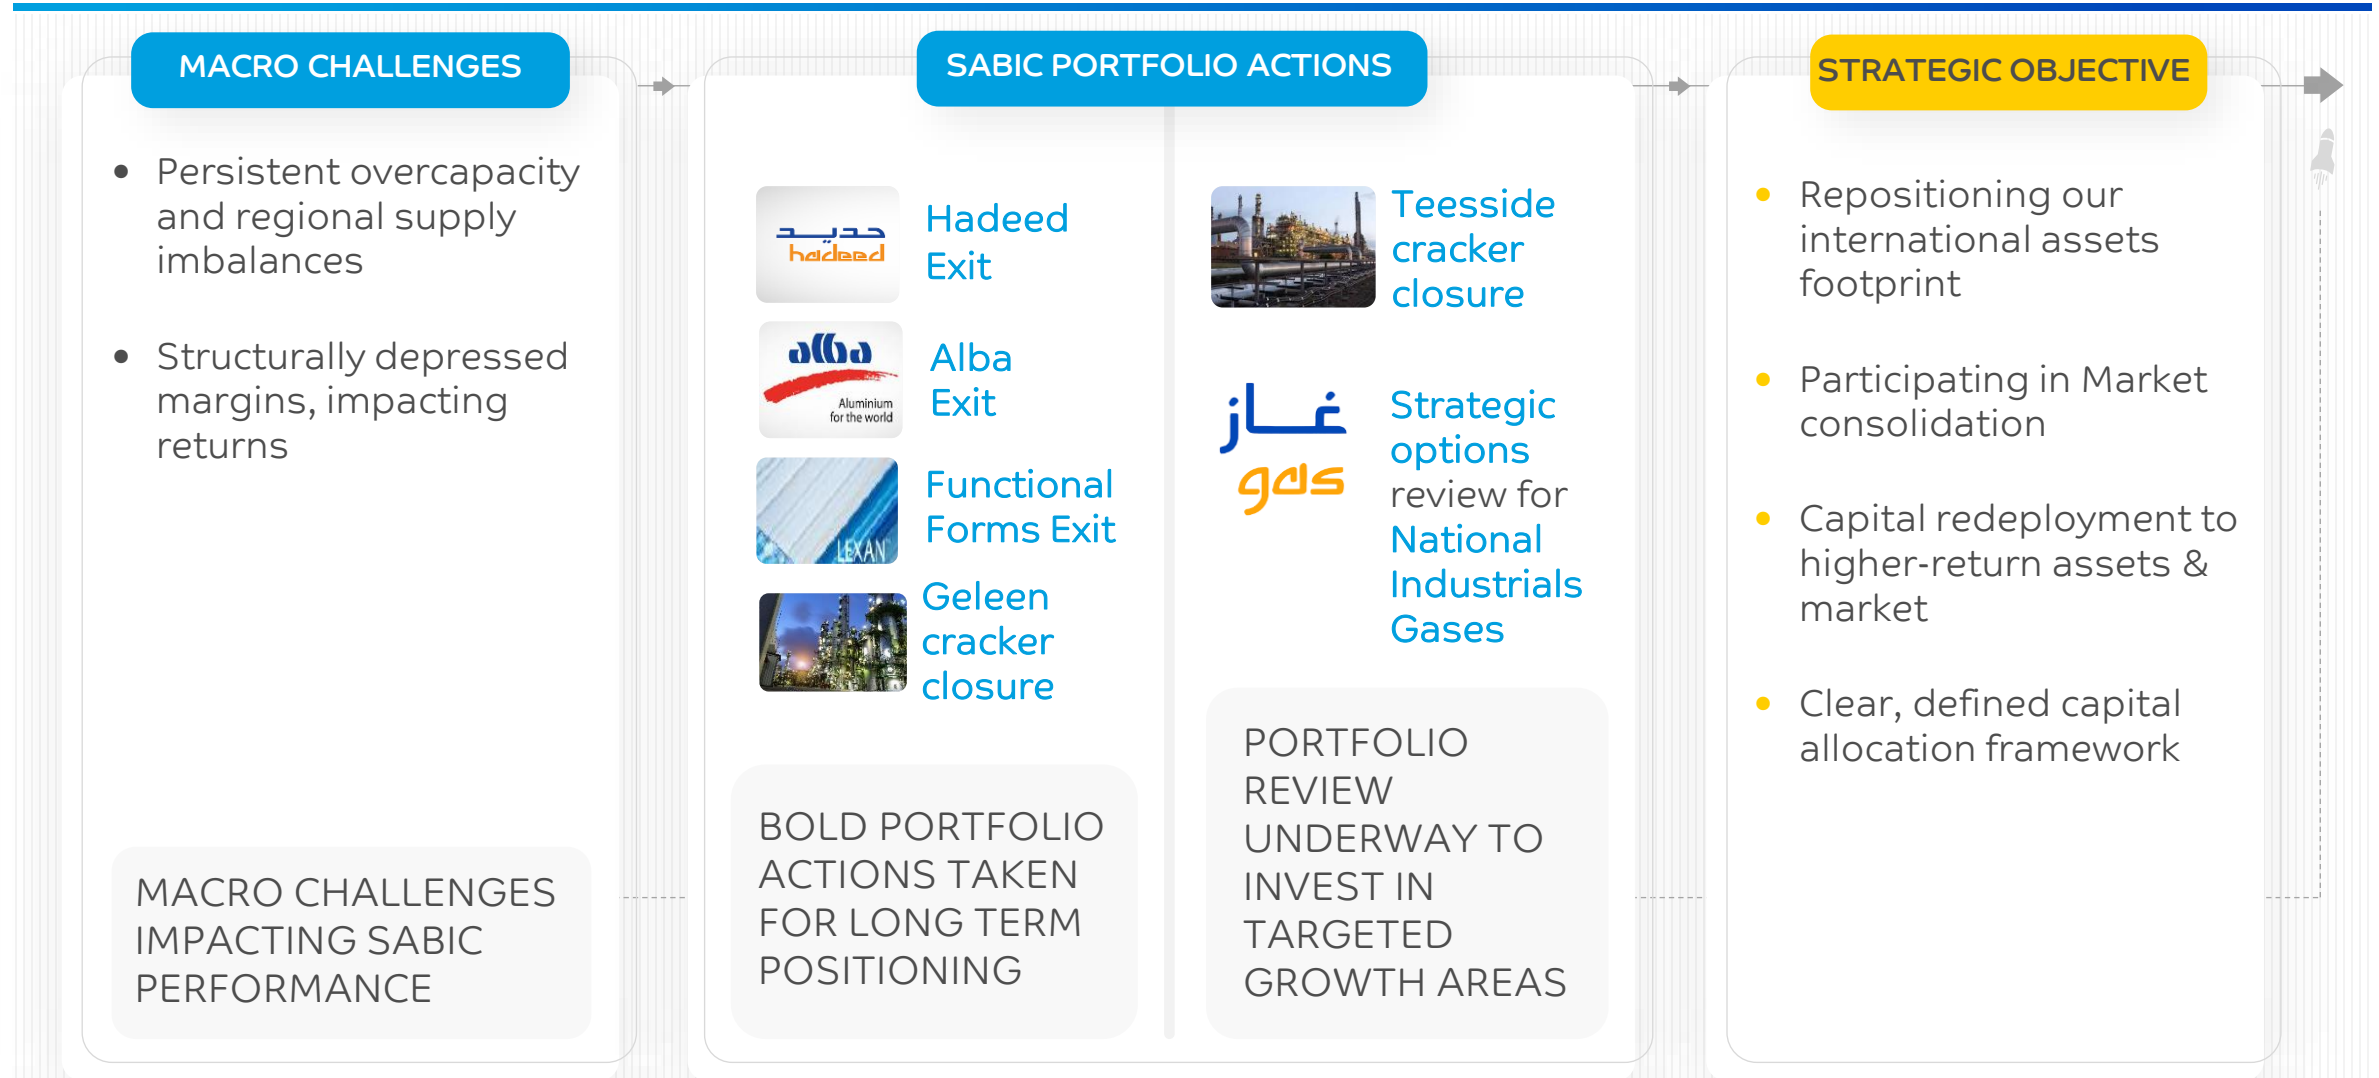 MACRO CHALLENGES
• Persistent overcapacity
and regional supply
imbalances
• Structurally depressed
margins, impacting
returns
MACRO CHALLENGES
IMPACTING SABIC
PERFORMANCE
SABIC PORTFOLIO ACTIONS
حديد
hadeed
Hadeed
Exit
alba
Aluminium
for the world
Alba
Exit
LEXAN
Functional
Forms Exit
Geleen
cracker
closure
BOLD PORTFOLIO
ACTIONS TAKEN
FOR LONG TERM
POSITIONING
Teesside
cracker
closure
غاز
gas
Strategic
options
review for
National
Industrials
Gases
PORTFOLIO
REVIEW
UNDERWAY TO
INVEST IN
TARGETED
GROWTH AREAS
STRATEGIC OBJECTIVE
• Repositioning our
international assets
footprint
• Participating in Market
consolidation
• Capital redeployment to
higher-return assets &
market
• Clear, defined capital
allocation framework